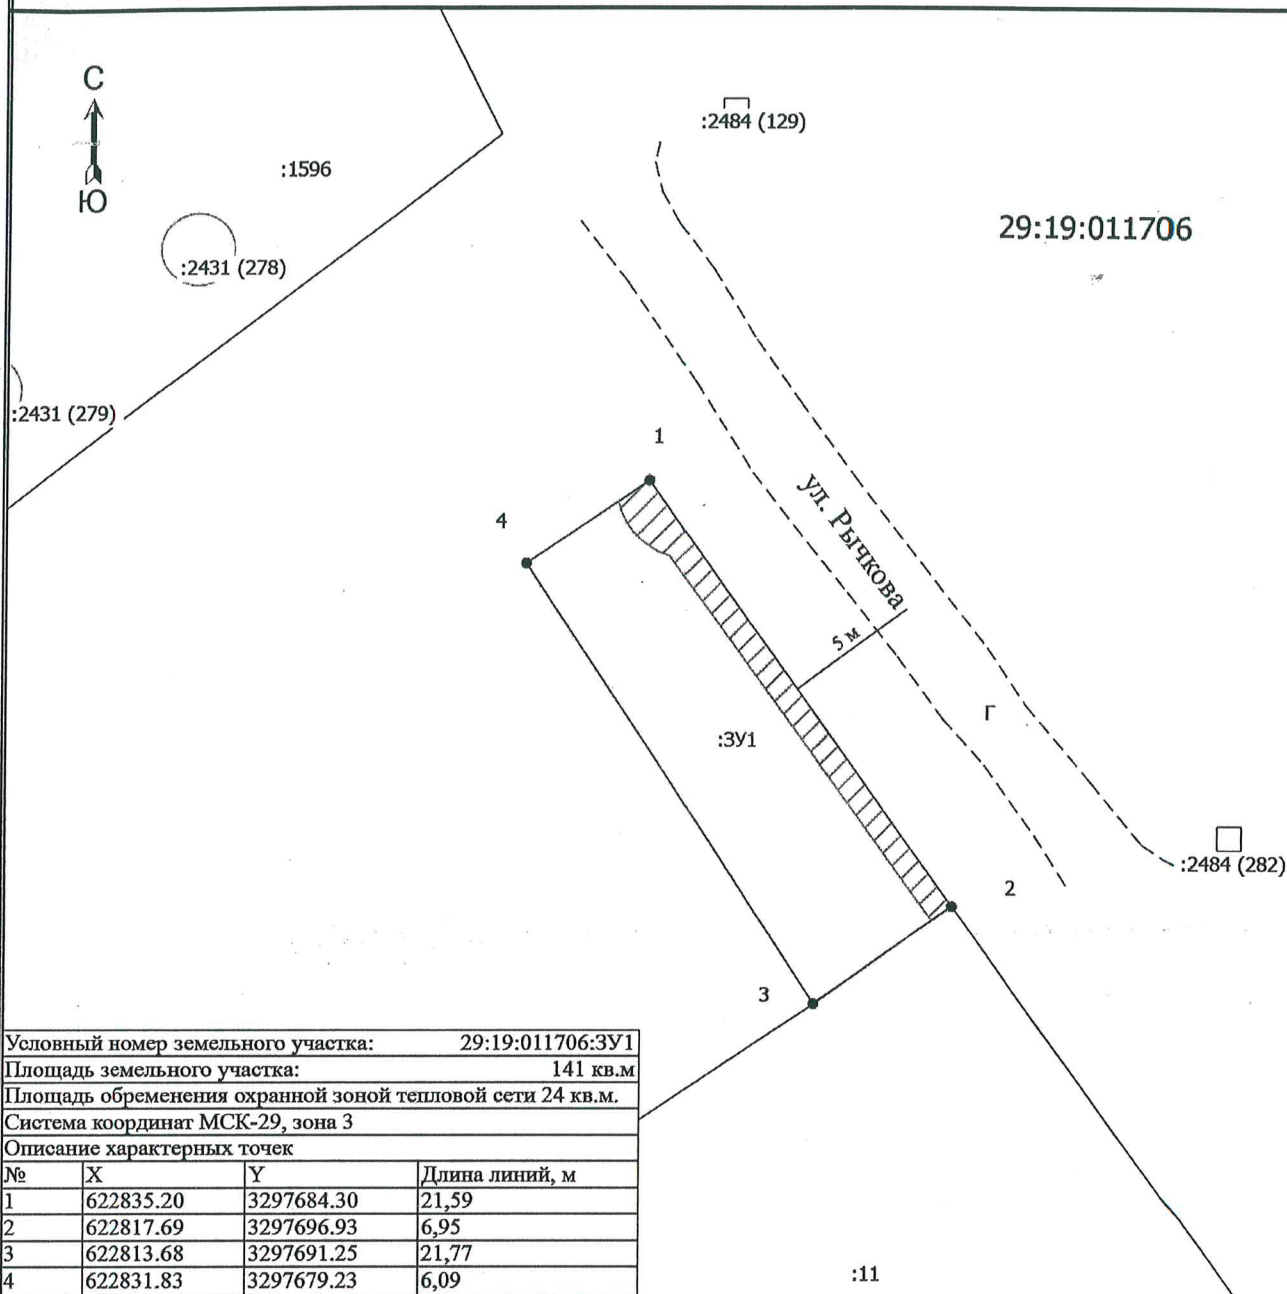 С
Ю
:1596
:2484 (129)
29:19:011706
:2431 (278)
:2431 (279)
1
4
ул. Рычкова
5 м
Г
:ЗУ1
:2484 (282)
2
3
Условный номер земельного участка: 29:19:011706:ЗУ1
Площадь земельного участка: 141 кв.м
Площадь обременения охранной зоной тепловой сети 24 кв.м.
Система координат МСК-29, зона 3
Описание характерных точек
№ X Y Длина линий, м
1 622835.20 3297684.30 21,59
2 622817.69 3297696.93 6,95
3 622813.68 3297691.25 21,77
4 622831.83 3297679.23 6,09
:11